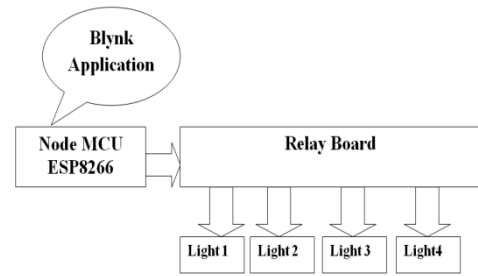 Blynk
Application
Node MCU
ESP8266
Relay Board
Light 1
Light 2
Light 3
Light4